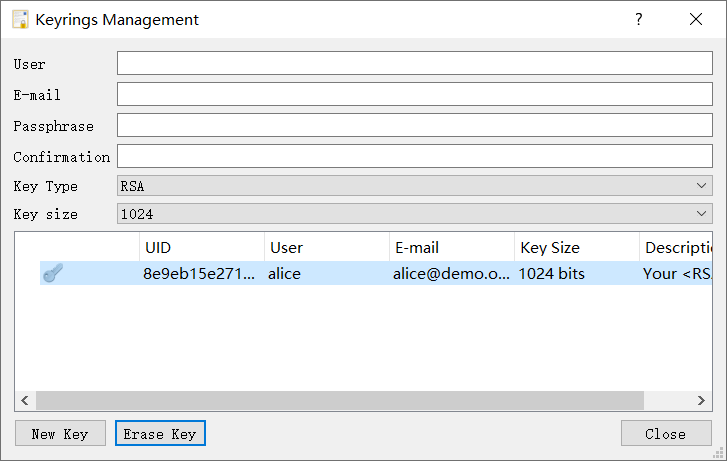 Keyrings Management
User
E-mail
Passphrase
Confirmation
Key Type RSA
Key size 1024
UID User E-mail Key Size Descripti
8e9eb15e271... alice alice@demo.o... 1024 bits Your <RS
New Key Erase Key Close